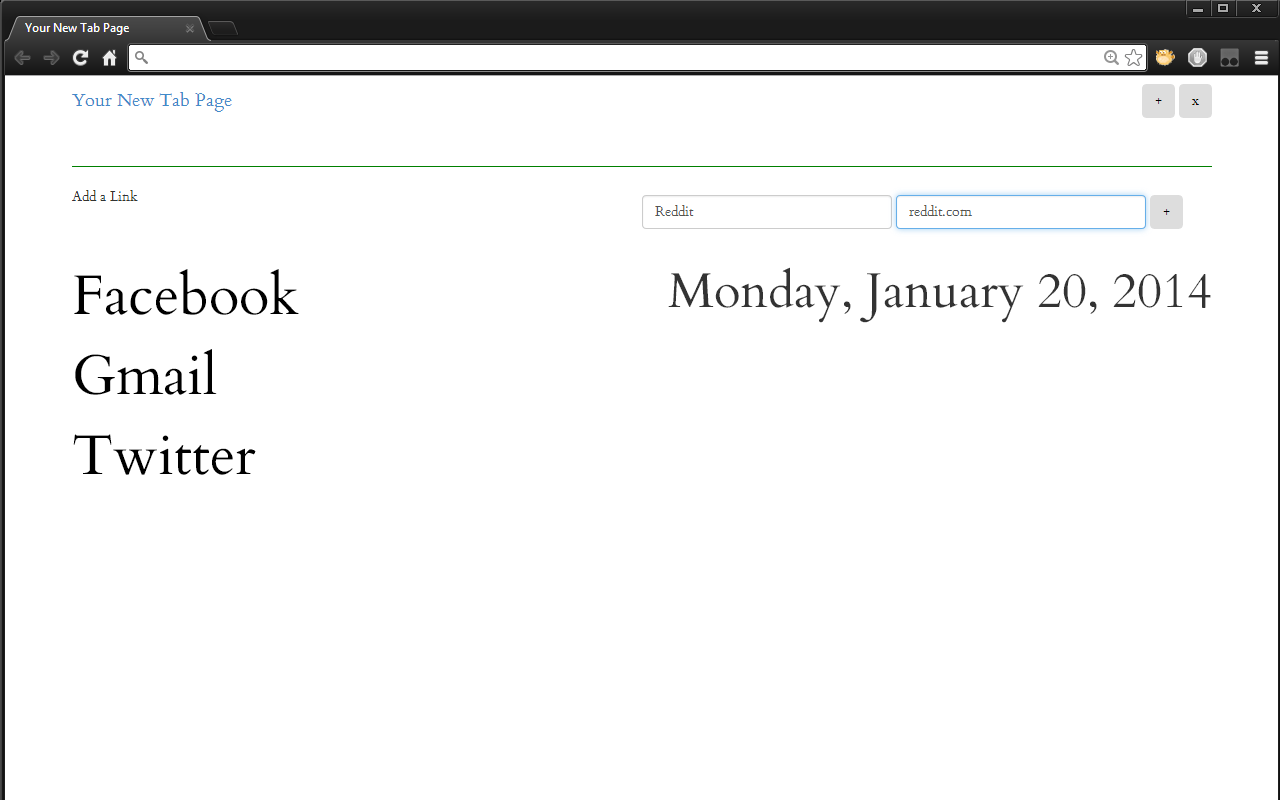 Your New Tab Page
Your New Tab Page
+ x
Add a Link
Reddit reddit.com +
Facebook Monday, January 20, 2014
Gmail
Twitter